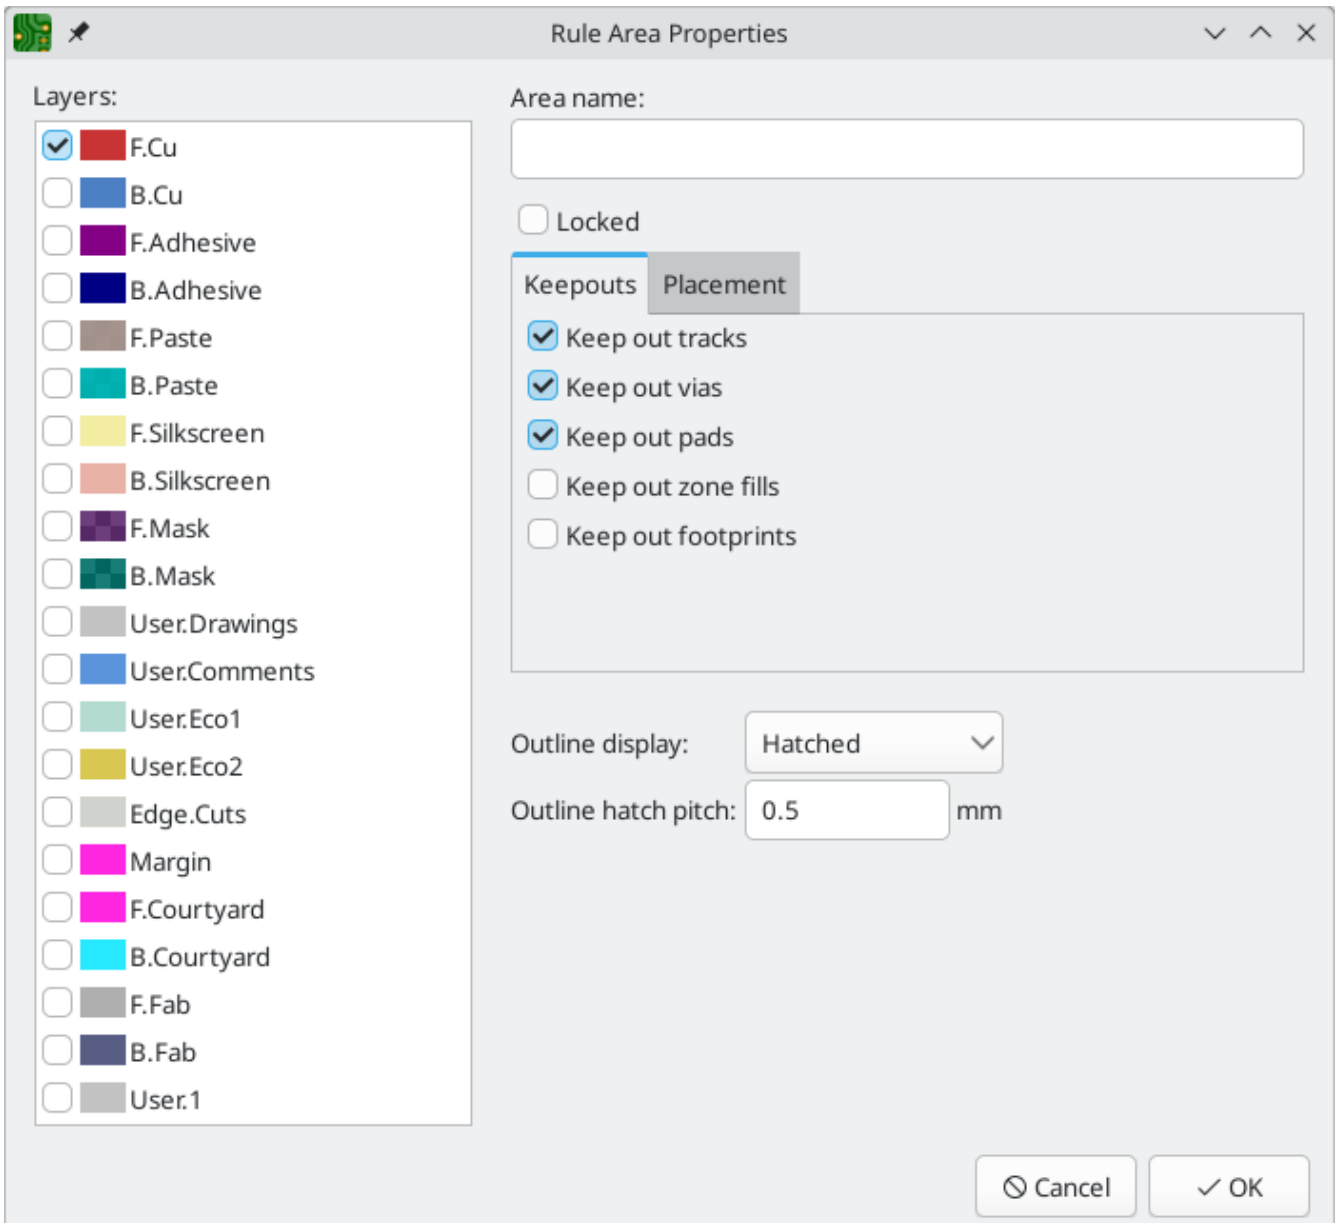 Rule Area Properties
Layers:
F.Cu
B.Cu
F.Adhesive
B.Adhesive
F.Paste
B.Paste
F.Silkscreen
B.Silkscreen
F.Mask
B.Mask
User.Drawings
User.Comments
User.Eco1
User.Eco2
Edge.Cuts
Margin
F.Courtyard
B.Courtyard
F.Fab
B.Fab
User.1
Area name:
Locked
Keepouts Placement
Keep out tracks
Keep out vias
Keep out pads
Keep out zone fills
Keep out footprints
Outline display: Hatched
Outline hatch pitch: 0.5 mm
Cancel OK